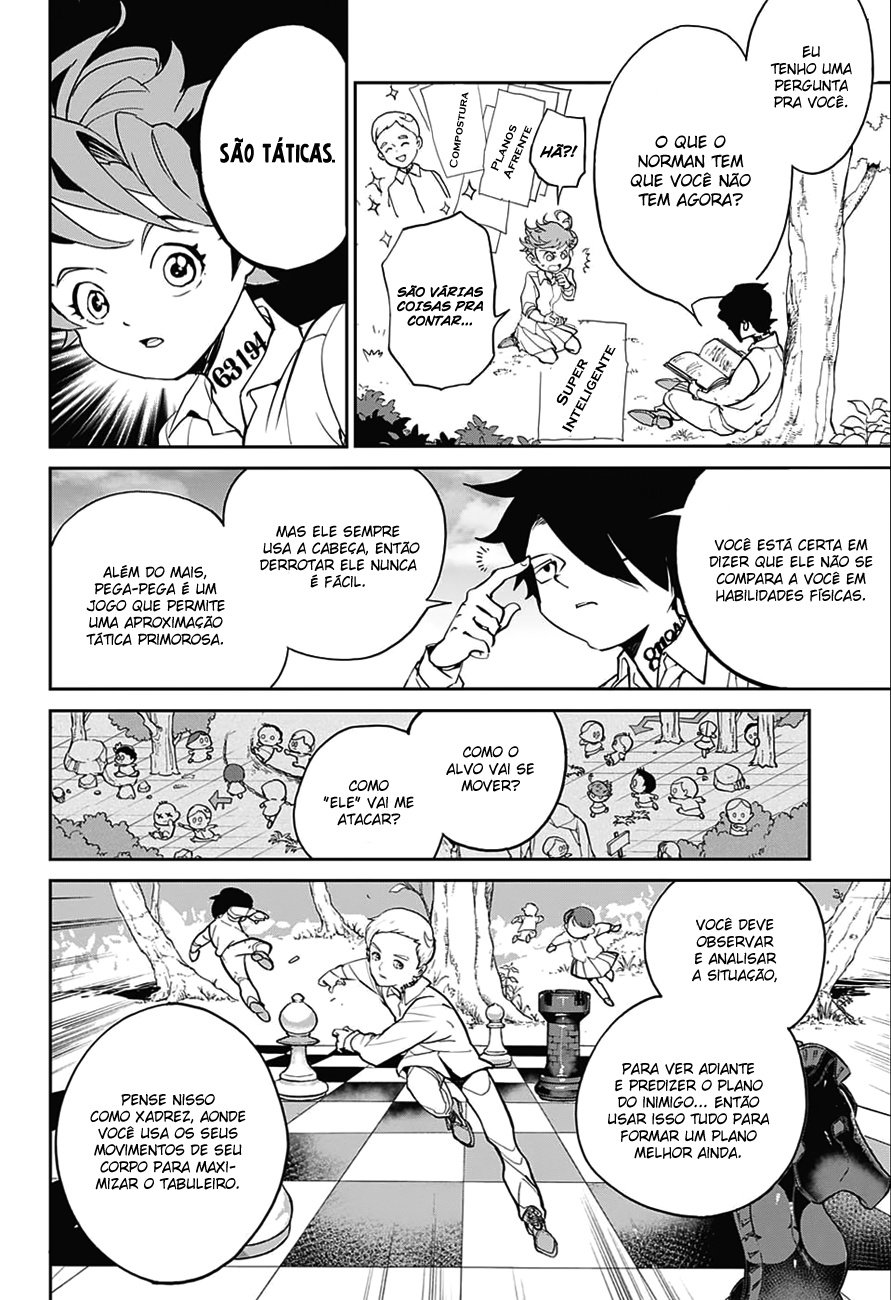 EU
TENHO UMA
PERGUNTA
PRA VOCÊ.
O QUE O
NORMAN TEM
QUE VOCÊ NÃO
TEM AGORA?
HÃ?!
COMPOSTURA
PLANOS
AFRENTE
SÃO VÁRIAS
COISAS PRA
CONTAR...
SUPER
INTELIGENTE
SÃO TÁTICAS.
63194
VOCÊ ESTÁ CERTA EM
DIZER QUE ELE NÃO SE
COMPARA A VOCÊ EM
HABILIDADES FÍSICAS.
MAS ELE SEMPRE
USA A CABEÇA, ENTÃO
DERROTAR ELE NUNCA
É FÁCIL.
ALÉM DO MAIS,
PEGA-PEGA É UM
JOGO QUE PERMITE
UMA APROXIMAÇÃO
TÁTICA PRIMOROSA.
COMO O
ALVO VAI SE
MOVER?
COMO
"ELE" VAI ME
ATACAR?
VOCÊ DEVE
OBSERVAR
E ANALISAR
A SITUAÇÃO,
PARA VER ADIANTE
E PREDIZER O PLANO
DO INIMIGO... ENTÃO
USAR ISSO TUDO PARA
FORMAR UM PLANO
MELHOR AINDA.
PENSE NISSO
COMO XADREZ, AONDE
VOCÊ USA OS SEUS
MOVIMENTOS DE SEU
CORPO PARA MAXI-
MIZAR O TABULEIRO.